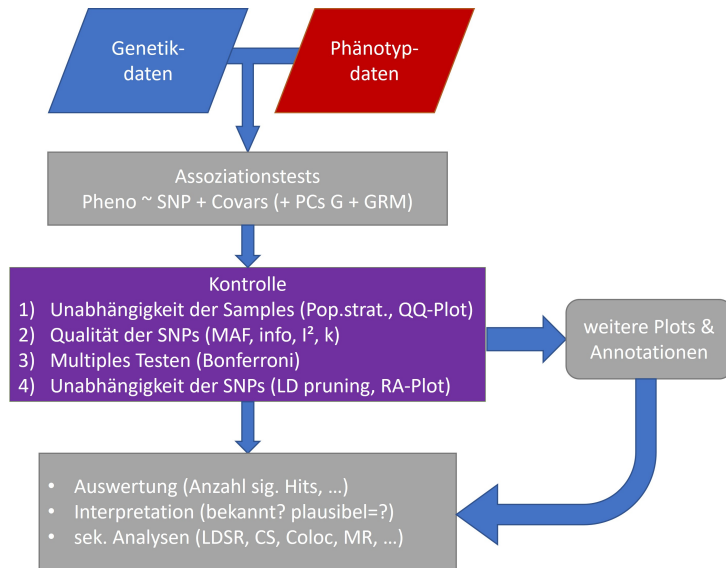 Genetik-
daten
Phänotyp-
daten
Assoziationstests
Pheno ~ SNP + Covars (+ PCs G + GRM)
Kontrolle
1) Unabhängigkeit der Samples (Pop.strat., QQ-Plot)
2) Qualität der SNPs (MAF, info, I², k)
3) Multiples Testen (Bonferroni)
4) Unabhängigkeit der SNPs (LD pruning, RA-Plot)
weitere Plots &
Annotationen
• Auswertung (Anzahl sig. Hits, …)
• Interpretation (bekannt? plausibel=?)
• sek. Analysen (LDSR, CS, Coloc, MR, …)